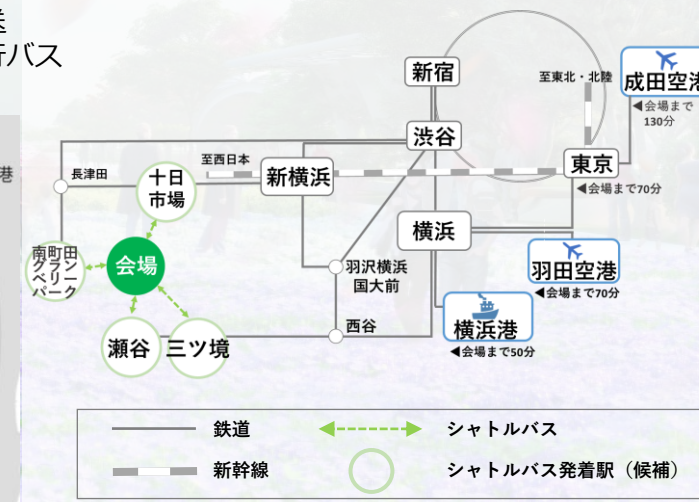 行バス
港
新宿
至東北・北陸
成田空港
◀会場まで
130分
渋谷
長津田
至西日本
十日
市場
新横浜
東京
◀会場まで70分
南町田
グランベリー
パーク
会場
横浜
羽沢横浜
国大前
羽田空港
◀会場まで70分
横浜港
◀会場まで50分
西谷
瀬谷
三ツ境
鉄道
シャトルバス
新幹線
シャトルバス発着駅（候補）